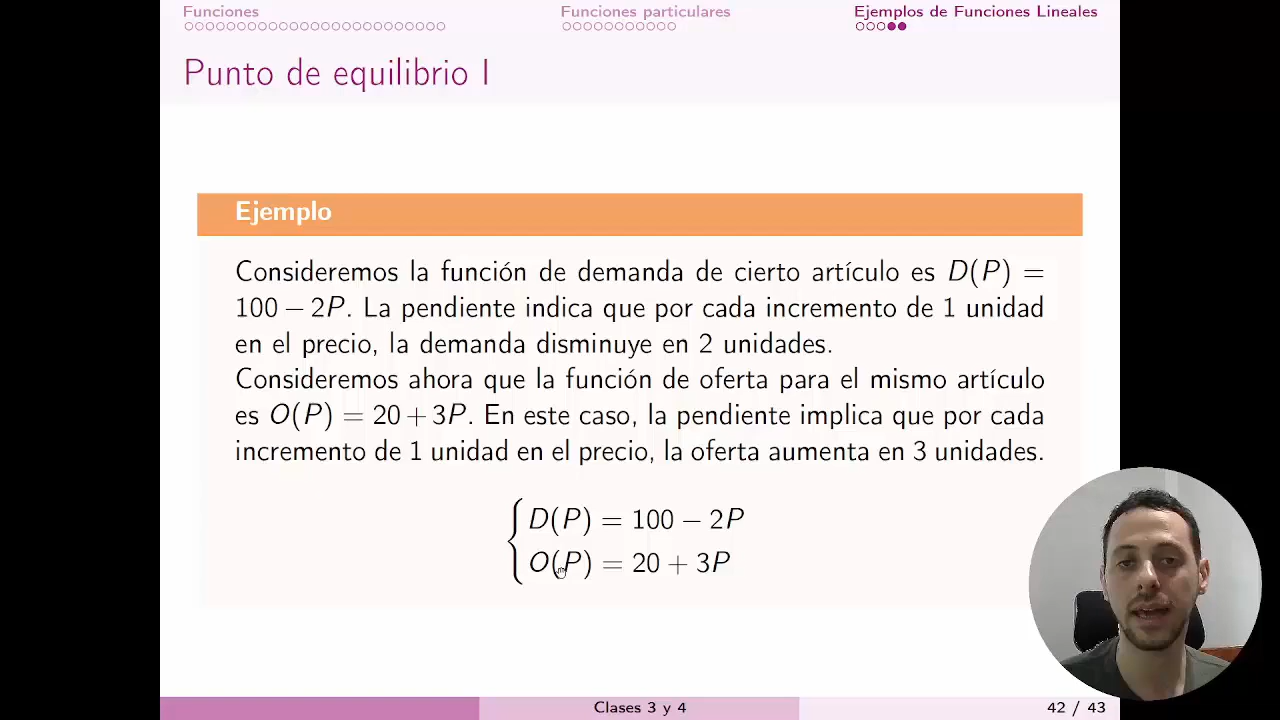 Funciones
Funciones particulares
Ejemplos de Funciones Lineales
Punto de equilibrio I
Ejemplo
Consideremos la función de demanda de cierto artículo es D(P) =
100 − 2P. La pendiente indica que por cada incremento de 1 unidad
en el precio, la demanda disminuye en 2 unidades.
Consideremos ahora que la función de oferta para el mismo artículo
es O(P) = 20 + 3P. En este caso, la pendiente implica que por cada
incremento de 1 unidad en el precio, la oferta aumenta en 3 unidades.
D(P) = 100 − 2P
O(P) = 20 + 3P
Clases 3 y 4
42 / 43